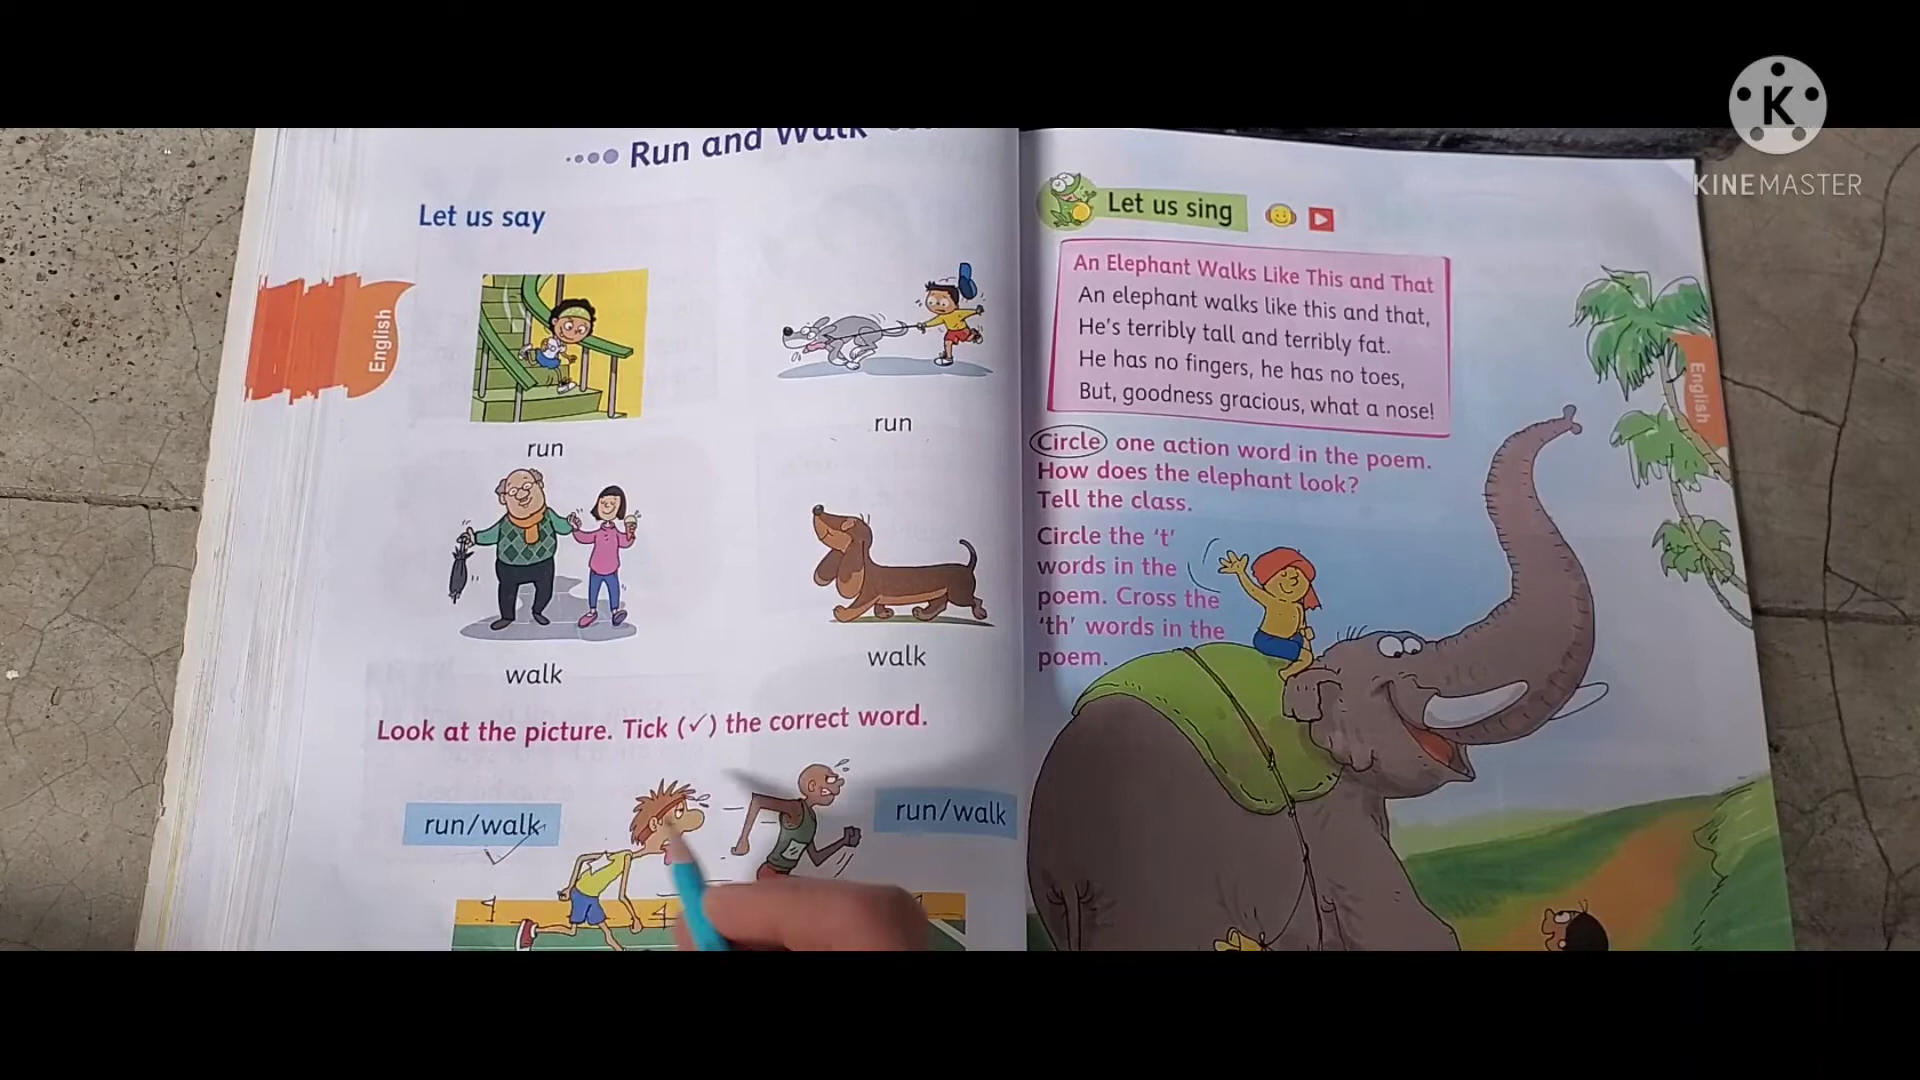 Run and Walk
Let us say
English
run
run
walk
walk
Look at the picture. Tick (✓) the correct word.
run/walk
run/walk
Let us sing
An Elephant Walks Like This and That
An elephant walks like this and that,
He's terribly tall and terribly fat.
He has no fingers, he has no toes,
But, goodness gracious, what a nose!
Circle one action word in the poem.
How does the elephant look?
Tell the class.
Circle the 't'
words in the
poem. Cross the
'th' words in the
poem.
English
K
KINEMASTER